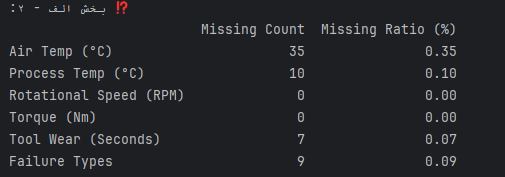 ⁉️ بخش الف - ۲:
Missing Count Missing Ratio (%)
Air Temp (°C) 35 0.35
Process Temp (°C) 10 0.10
Rotational Speed (RPM) 0 0.00
Torque (Nm) 0 0.00
Tool Wear (Seconds) 7 0.07
Failure Types 9 0.09